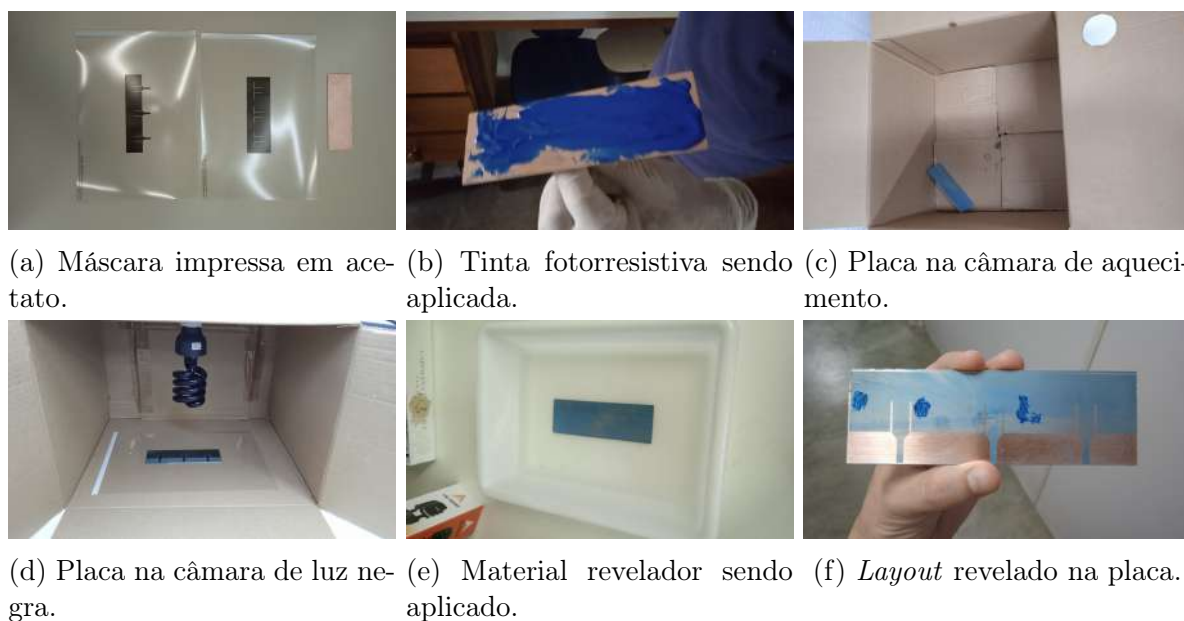 (a) Máscara impressa em ace-
tato.
(b) Tinta fotorresistiva sendo
aplicada.
(c) Placa na câmara de aqueci-
mento.
(d) Placa na câmara de luz ne-
gra.
(e) Material revelador sendo
aplicado.
(f) Layout revelado na placa.